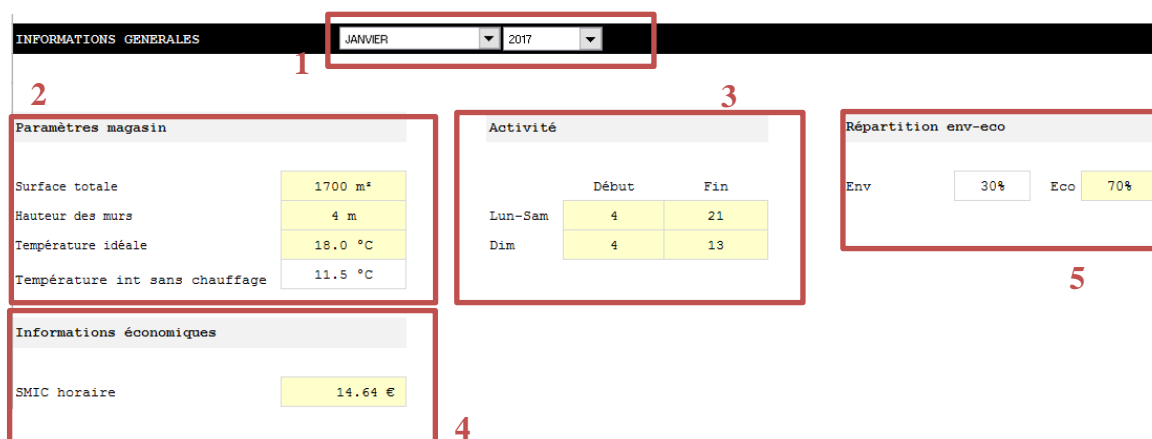 INFORMATIONS GENERALES JANVIER 2017
1
2
3
Paramètres magasin
Activité
Répartition env-eco
Surface totale 1700 m²
Début Fin
Env 30% Eco 70%
Hauteur des murs 4 m
Lun-Sam 4 21
Température idéale 18.0 °C
Dim 4 13
Température int sans chauffage 11.5 °C
5
Informations économiques
SMIC horaire 14.64 €
4